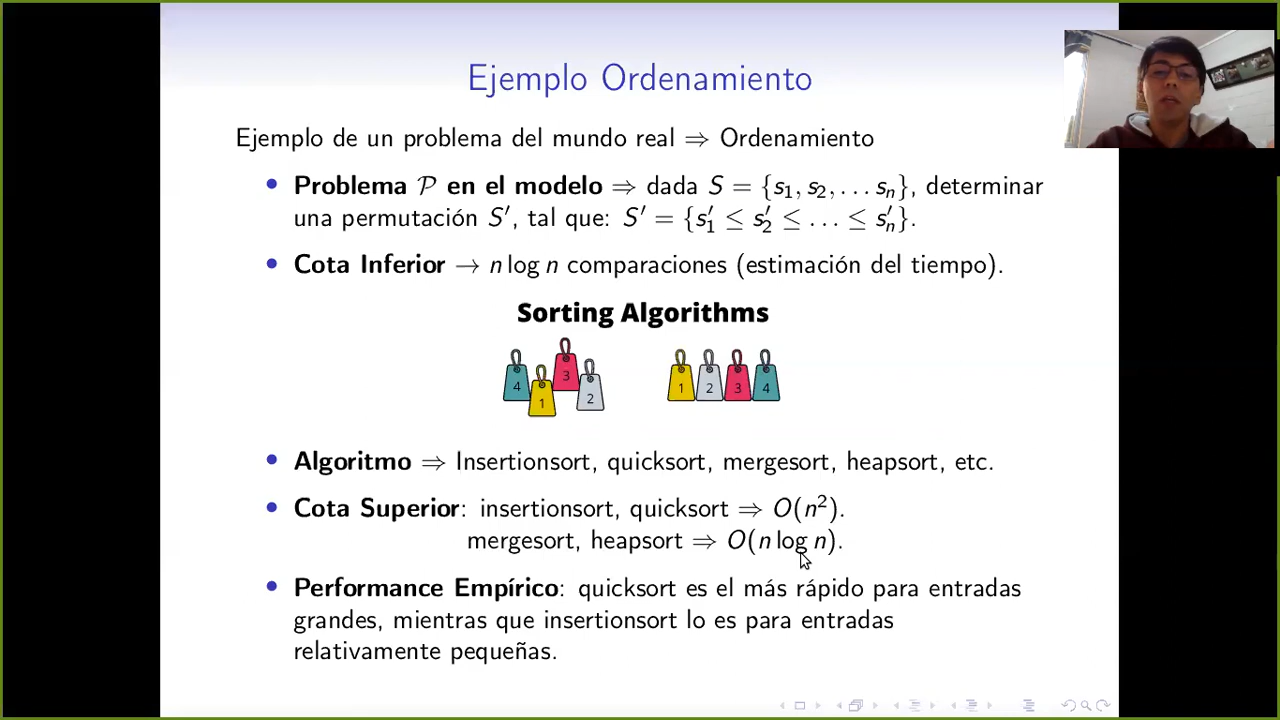 Ejemplo Ordenamiento
Ejemplo de un problema del mundo real ⇒ Ordenamiento
• Problema 𝒫 en el modelo ⇒ dada S = {s₁, s₂, . . . sₙ}, determinar
una permutación S′, tal que: S′ = {s′₁ ≤ s′₂ ≤ . . . ≤ s′ₙ}.
• Cota Inferior → n log n comparaciones (estimación del tiempo).
Sorting Algorithms
4 1 3 2 1 2 3 4
• Algoritmo ⇒ Insertionsort, quicksort, mergesort, heapsort, etc.
• Cota Superior: insertionsort, quicksort ⇒ O(n²).
mergesort, heapsort ⇒ O(n log n).
• Performance Empírico: quicksort es el más rápido para entradas
grandes, mientras que insertionsort lo es para entradas
relativamente pequeñas.